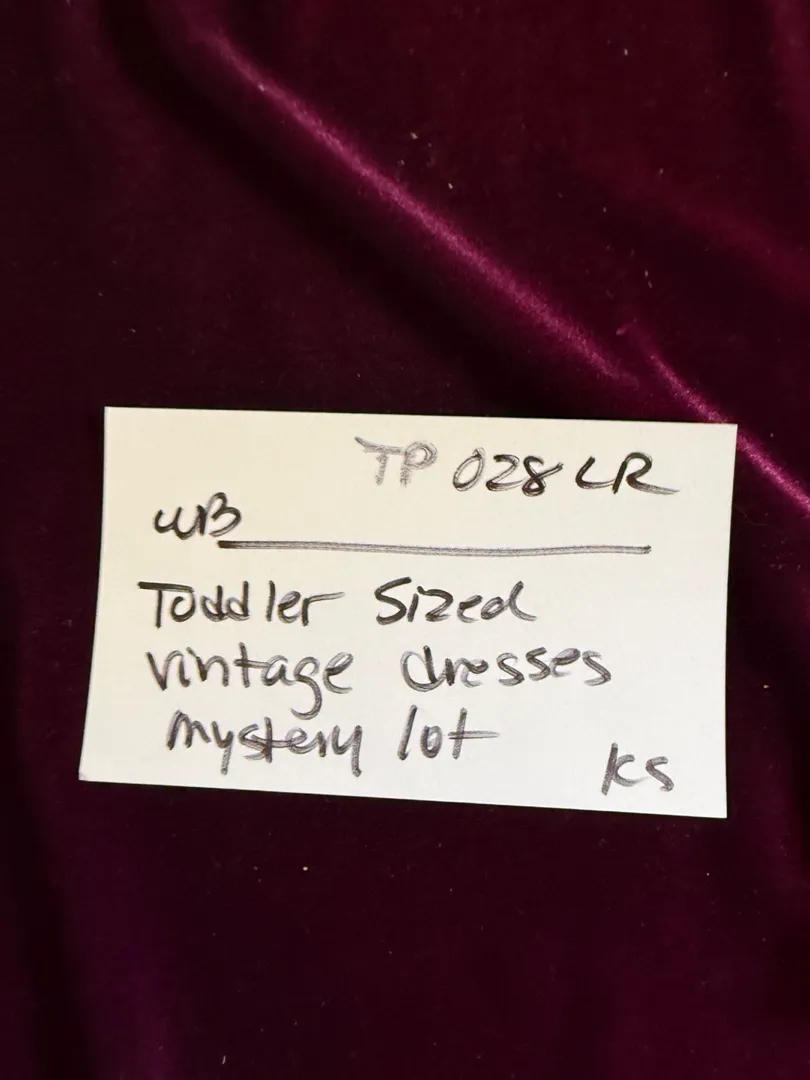 TP 028 LR
WB
Toddler Sized
vintage dresses
mystery lot
KS